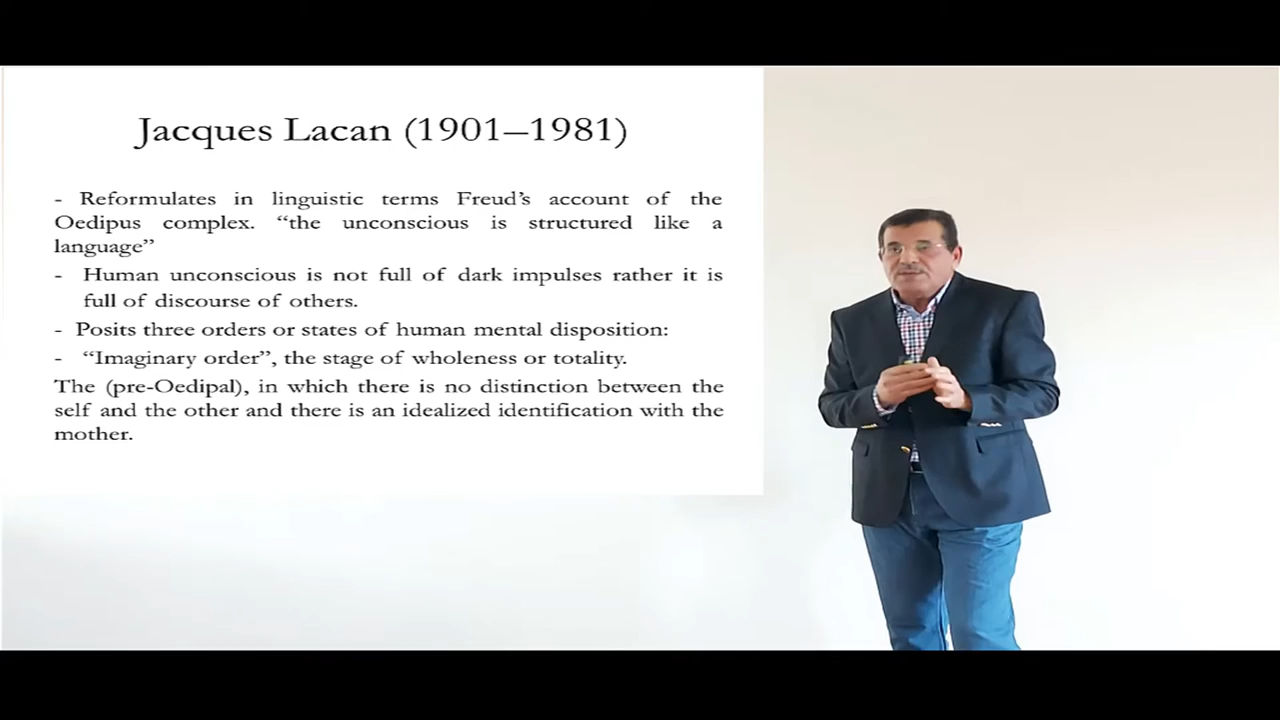 Jacques Lacan (1901–1981)
- Reformulates in linguistic terms Freud’s account of the
Oedipus complex. “the unconscious is structured like a
language”
- Human unconscious is not full of dark impulses rather it is
full of discourse of others.
- Posits three orders or states of human mental disposition:
- “Imaginary order”, the stage of wholeness or totality.
The (pre-Oedipal), in which there is no distinction between the
self and the other and there is an idealized identification with the
mother.